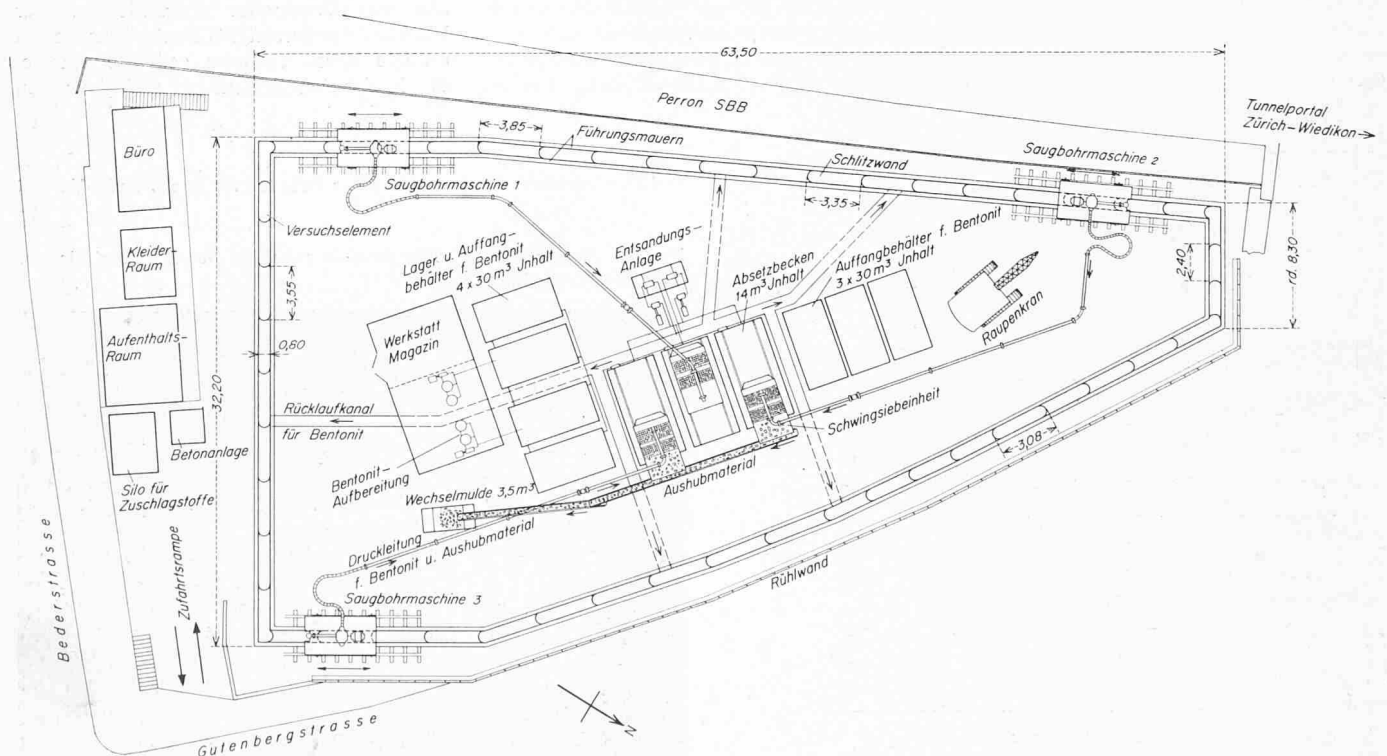 63,50
Perron SBB
Tunnelportal
Zürich-Wiedikon
Büro
3,85
Führungsmauern
Schlitzwand
Saugbohrmaschine 2
Saugbohrmaschine 1
3,35
Versuchselement
Kleider-
Raum
Lager u. Auffang-
behälter f. Bentonit
4 x 30 m³ Jnhalt
Entsandungs-
Anlage
Absetzbecken
14 m³ Jnhalt
Auffangbehälter f. Bentonit
3 x 30 m³ Jnhalt
2,40
rd. 8,30
3,55
Raupenkran
Aufenthalts-
Raum
Werkstatt
Magazin
0,60
32,20
Rücklaufkanal
für Bentonit
Schwingsiebeinheit
3,08
Betonanlage
Silo für
Zuschlagstoffe
Bentonit-
Aufbereitung
Aushubmaterial
Wechselmulde 3,5 m³
Druckleitung
f. Bentonit u. Aushubmaterial
Rühlwand
Saugbohrmaschine 3
Bederstrasse
Zufahrtsrampe
Gutenbergstrasse
N